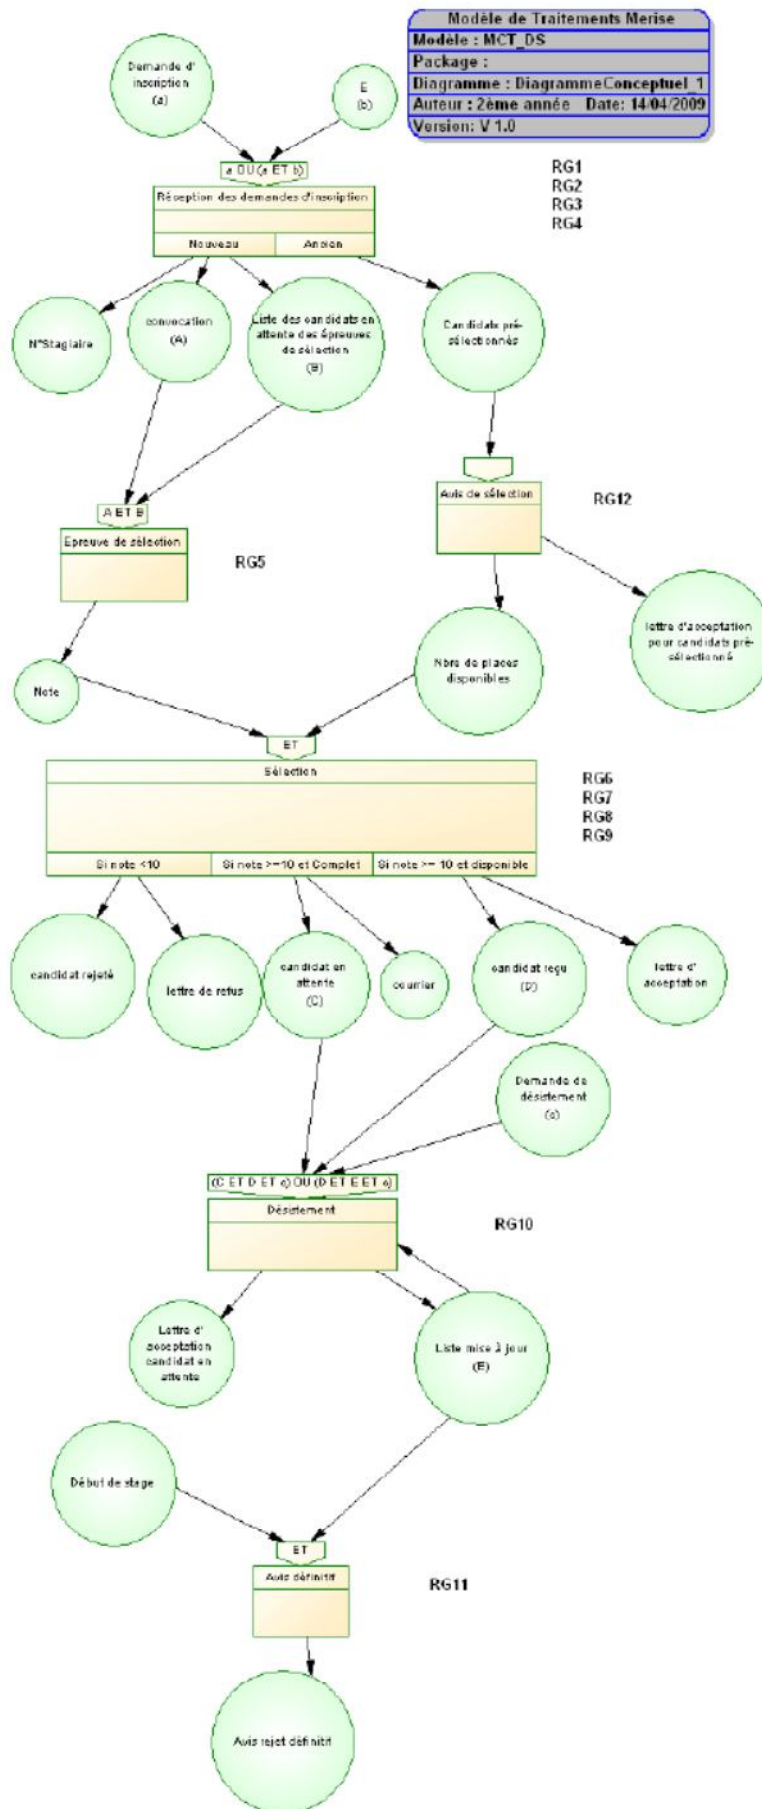 Modèle de Traitements Merise
Modèle : MCT_DS
Package :
Diagramme : DiagrammeConceptuel_1
Auteur : 2ème année Date: 14/04/2009
Version: V 1.0
Demande d'
inscription
(a)
E
(b)
a OU (a ET b)
RG1
RG2
RG3
RG4
Réception des demandes d'inscription
Nouveau
Ancien
N°Stagiaire
convocation
(A)
Liste des candidats en
attente des épreuves
de sélection
(B)
Candidats pré-
sélectionnés
A ET B
Epreuve de sélection
RG5
Avis de sélection
RG12
Note
Nbre de places
disponibles
lettre d'acceptation
pour candidats pré-
sélectionné
ET
Sélection
RG6
RG7
RG8
RG9
Si note <10
Si note >=10 et Complet
Si note >= 10 et disponible
candidat rejeté
lettre de refus
candidat en
attente
(C)
courrier
candidat reçu
(D)
lettre d'
acceptation
Demande de
désistement
(c)
(C ET D ET c) OU (D ET E ET c)
Désistement
RG10
Lettre d'
acceptation
candidat en
attente
Liste mise à jour
(E)
Début de stage
ET
Avis définitif
RG11
Avis rejet définitif